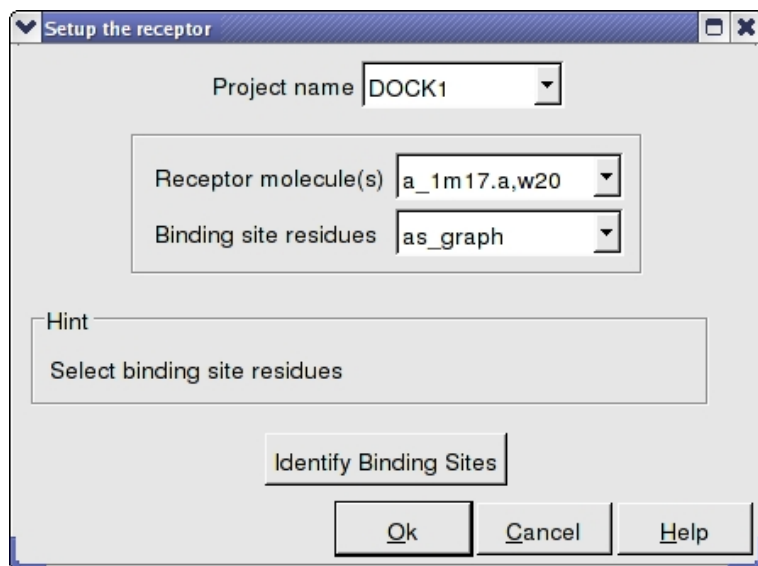 Setup the receptor
Project name DOCK1
Receptor molecule(s) a_1m17.a,w20
Binding site residues as_graph
Hint
Select binding site residues
Identify Binding Sites
Ok Cancel Help